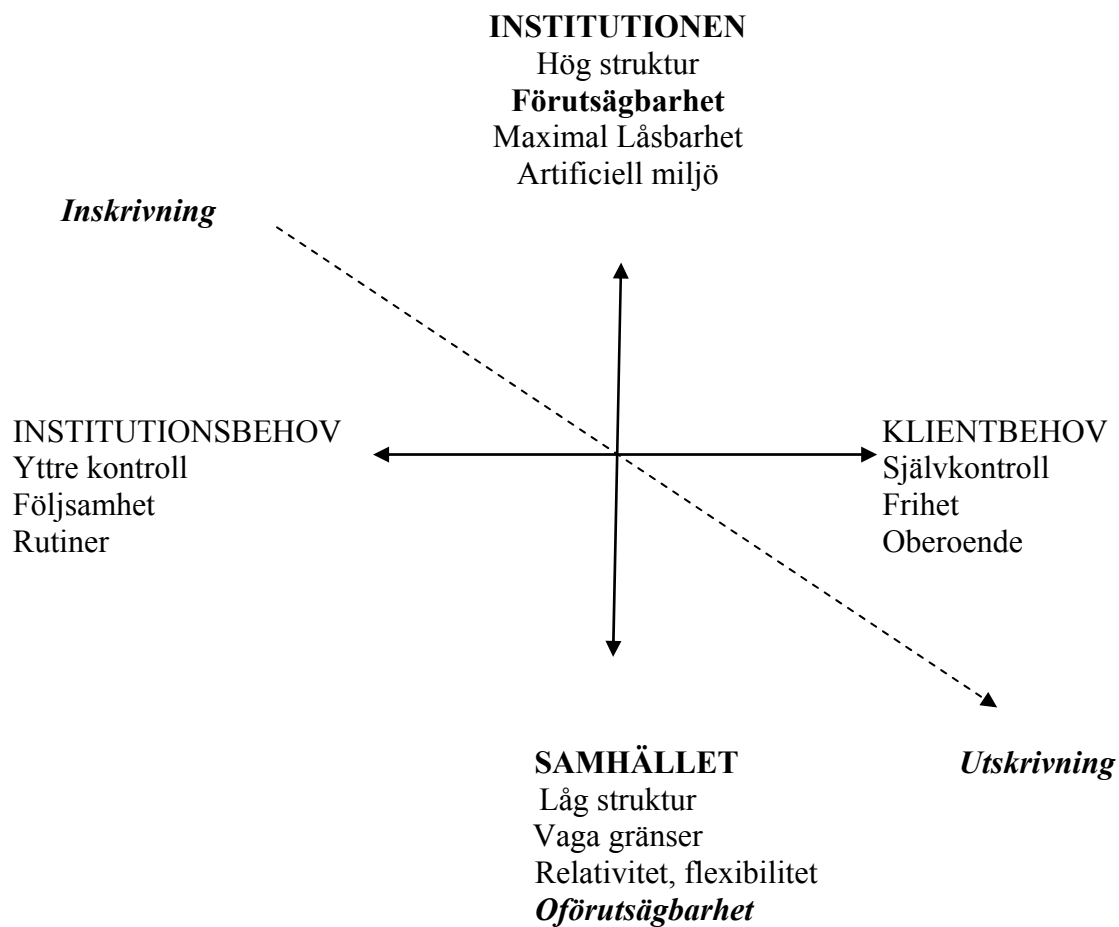 INSTITUTIONEN
Hög struktur
Förutsägbarhet
Maximal Låsbarhet
Artificiell miljö
Inskrivning
INSTITUTIONSBEHOV
Yttre kontroll
Följsamhet
Rutiner
KLIENTBEHOV
Självkontroll
Frihet
Oberoende
SAMHÄLLET
Låg struktur
Vaga gränser
Relativitet, flexibilitet
Oförutsägbarhet
Utskrivning